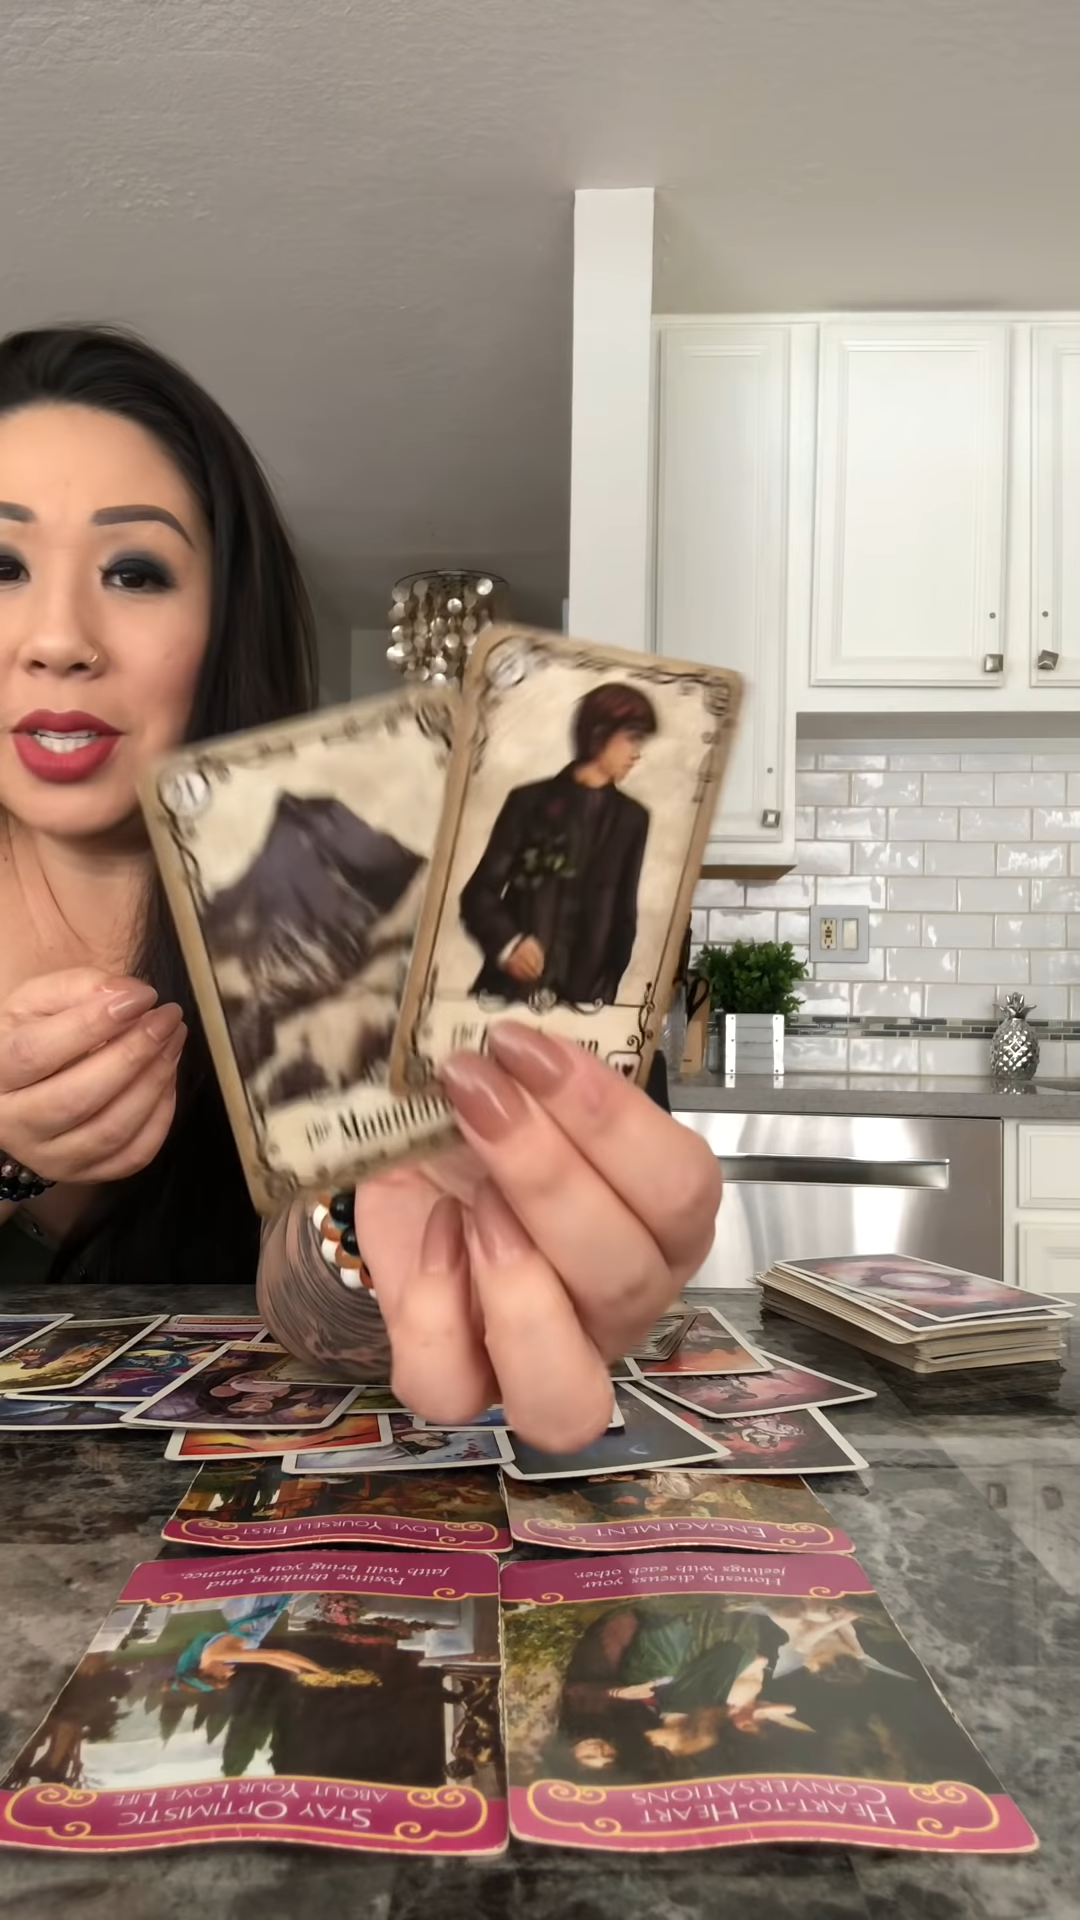 The
The Mountain
LOVE YOURSELF FIRST
ENGAGEMENT
Positive thinking and
faith will bring you romance.
Honestly discuss your
feelings with each other.
STAY OPTIMISTIC
ABOUT YOUR LOVE LIFE
HEART-TO-HEART
CONVERSATIONS